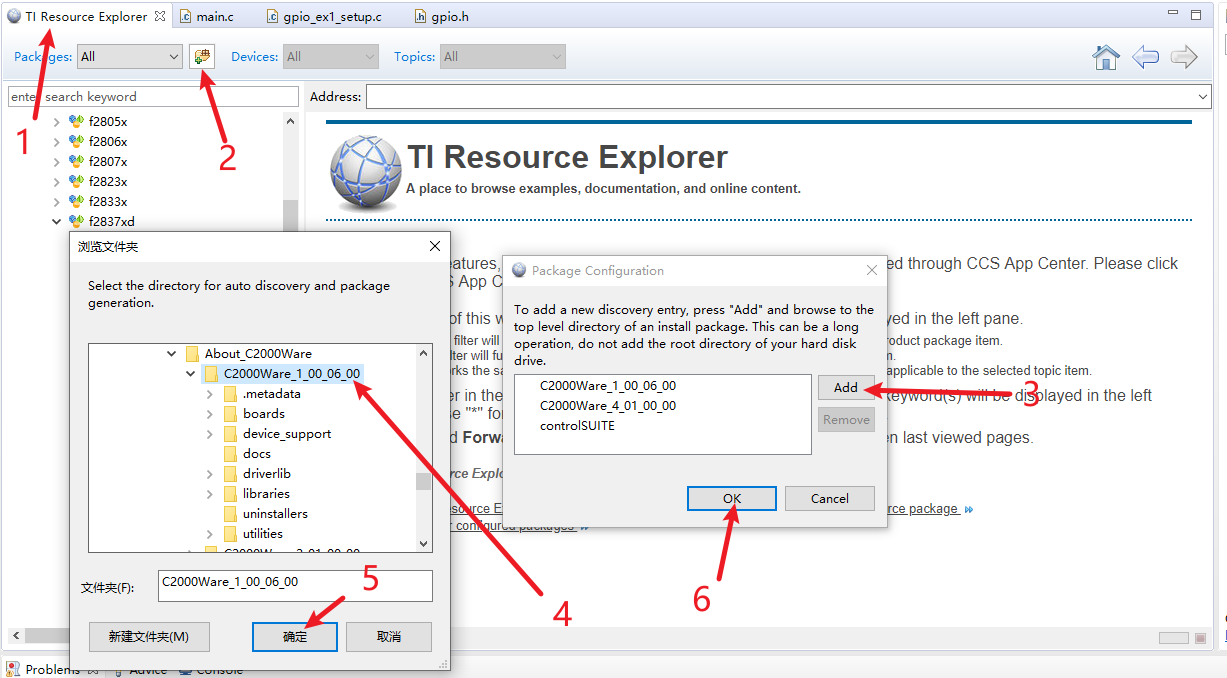 TI Resource Explorer
main.c
gpio_ex1_setup.c
gpio.h
Packages:
All
Devices:
All
Topics:
All
1
2
enter search keyword
Address:
f2805x
f2806x
f2807x
f2823x
f2833x
f2837xd
TI Resource Explorer
A place to browse examples, documentation, and online content.
eatures,
ed through CCS App Center. Please click
S App C
of this w
yed in the left pane.
filter will
oduct package item.
lter will fu
n.
rks the sa
applicable to the selected topic item.
er in the
keyword(s) will be displayed in the left
se "*" fo
d Forwa
en last viewed pages.
rce Explo
esource E
rce package
r configured packages
浏览文件夹
Select the directory for auto discovery and package
generation.
About_C2000Ware
C2000Ware_1_00_06_00
.metadata
boards
device_support
docs
driverlib
libraries
uninstallers
utilities
文件夹(F):
C2000Ware_1_00_06_00
新建文件夹(M)
确定
取消
4
5
Package Configuration
To add a new discovery entry, press "Add" and browse to the
top level directory of an install package. This can be a long
operation, do not add the root directory of your hard disk
drive.
C2000Ware_1_00_06_00
C2000Ware_4_01_00_00
controlSUITE
Add
Remove
3
OK
Cancel
6
Problems
Advice
Console